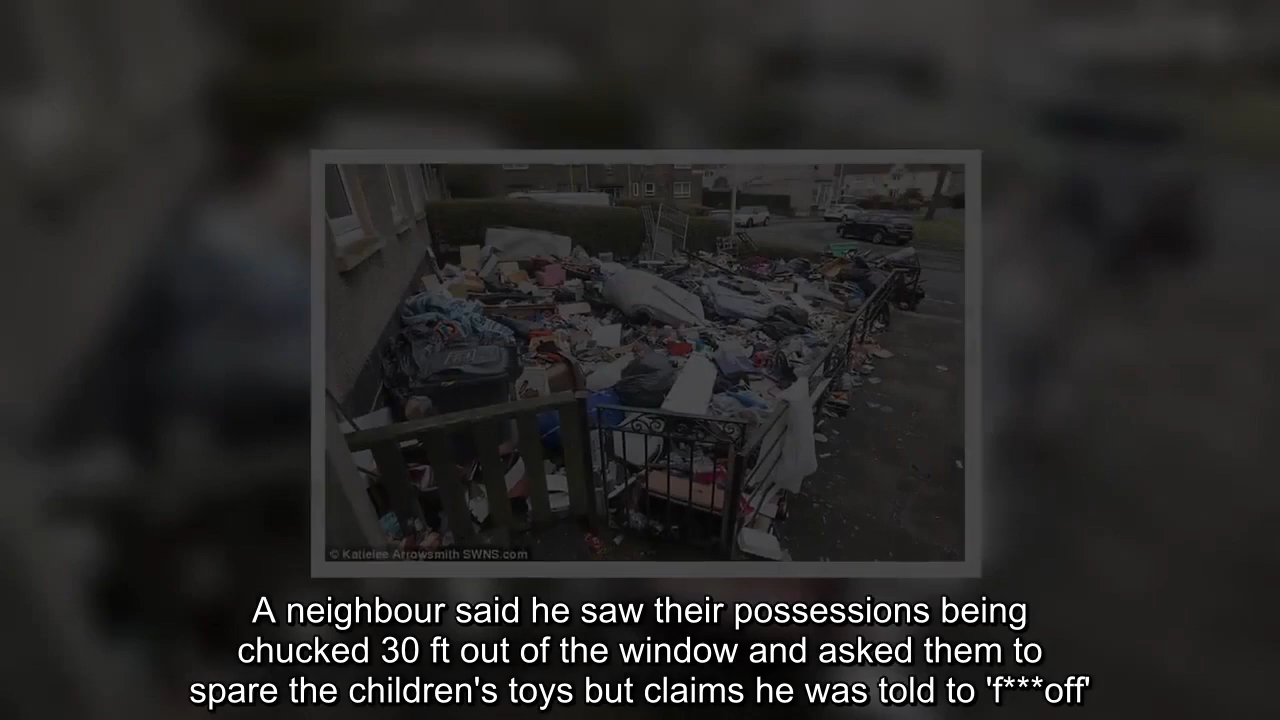 © Katielee Arrowsmith SWNS.com
A neighbour said he saw their possessions being
chucked 30 ft out of the window and asked them to
spare the children's toys but claims he was told to 'f***off'